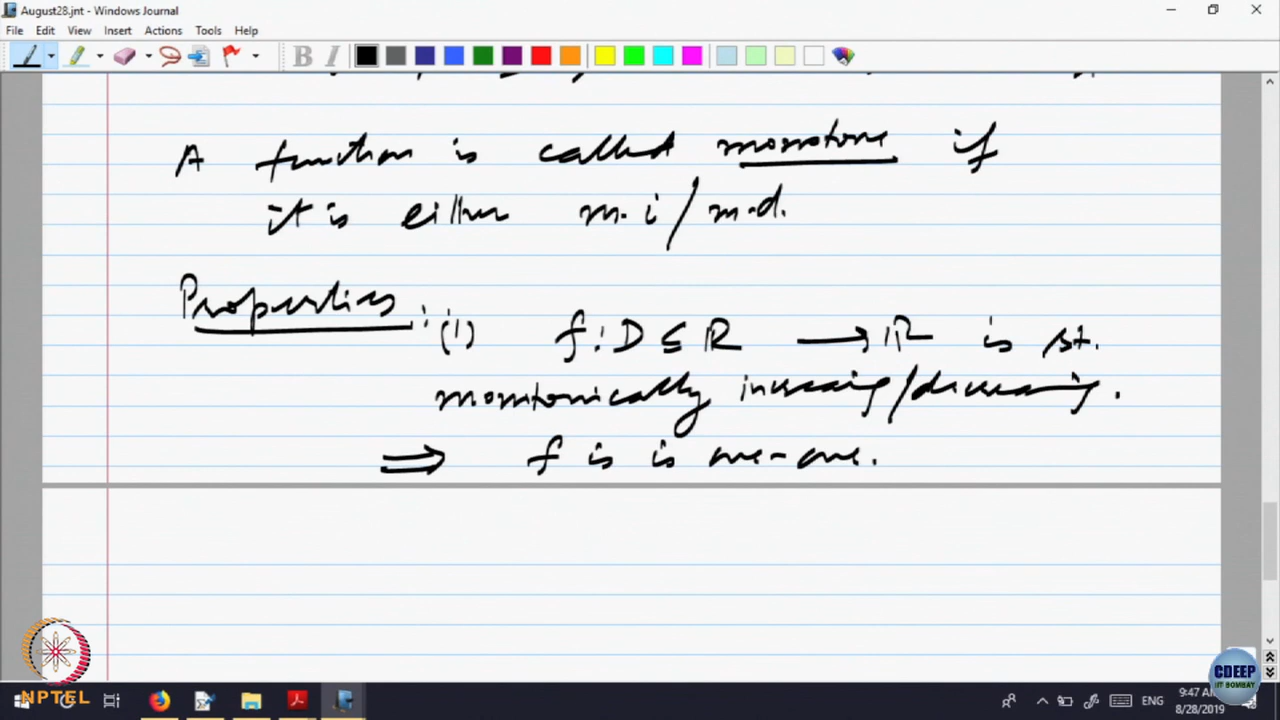 August28.jnt - Windows Journal
File Edit View Insert Actions Tools Help
A function is called monotone if
it is either m.i/m.d.
Properties: (1) f: D ⊆ ℝ → ℝ is st.
monotonically increasing/decreasing.
⇒ f is is one-one.
NPTEL
CDEEP
IIT BOMBAY
ENG
9:47 AM
8/28/2019